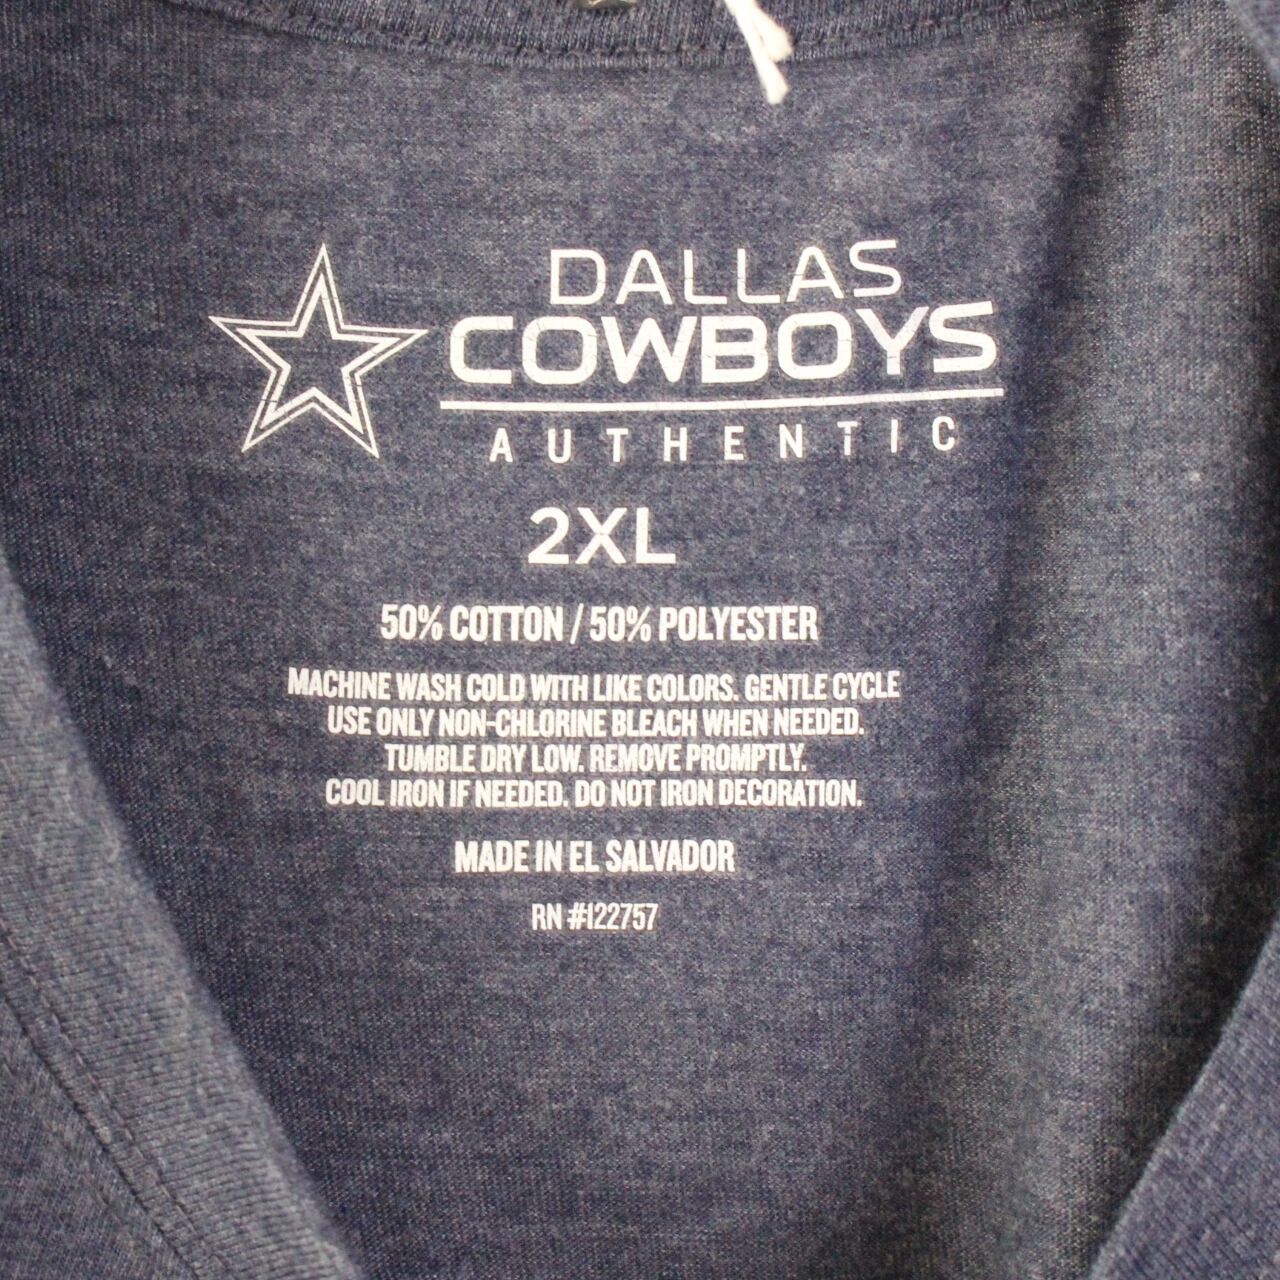 DALLAS
COWBOYS
AUTHENTIC
2XL
50% COTTON / 50% POLYESTER
MACHINE WASH COLD WITH LIKE COLORS. GENTLE CYCLE
USE ONLY NON-CHLORINE BLEACH WHEN NEEDED.
TUMBLE DRY LOW. REMOVE PROMPTLY.
COOL IRON IF NEEDED. DO NOT IRON DECORATION.
MADE IN EL SALVADOR
RN #122757